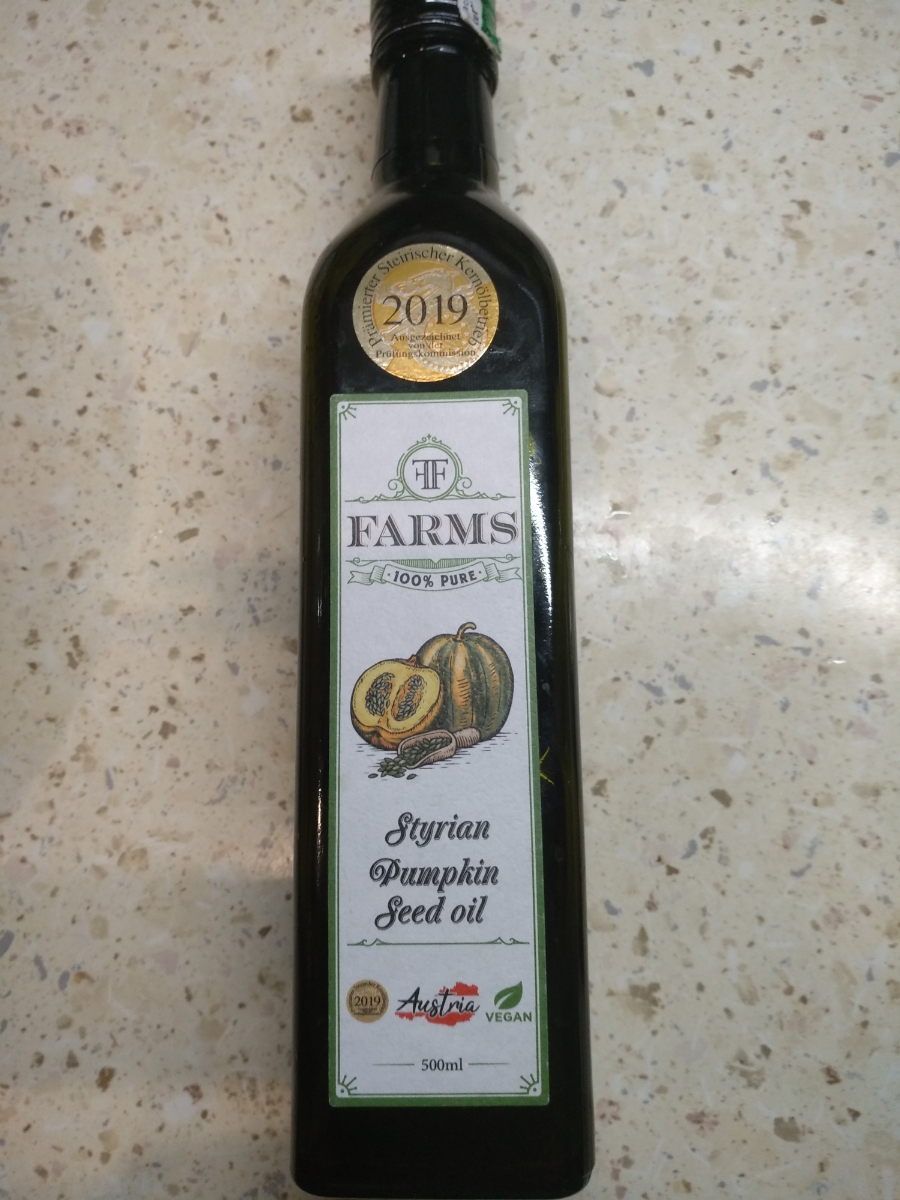 Prämierter Steirischer Kernölbetrieb
2019
Ausgezeichnet
von der
Prüfungskommission
FF
FARMS
100% PURE
Styrian
Pumpkin
Seed oil
2019
Austria
VEGAN
500ml